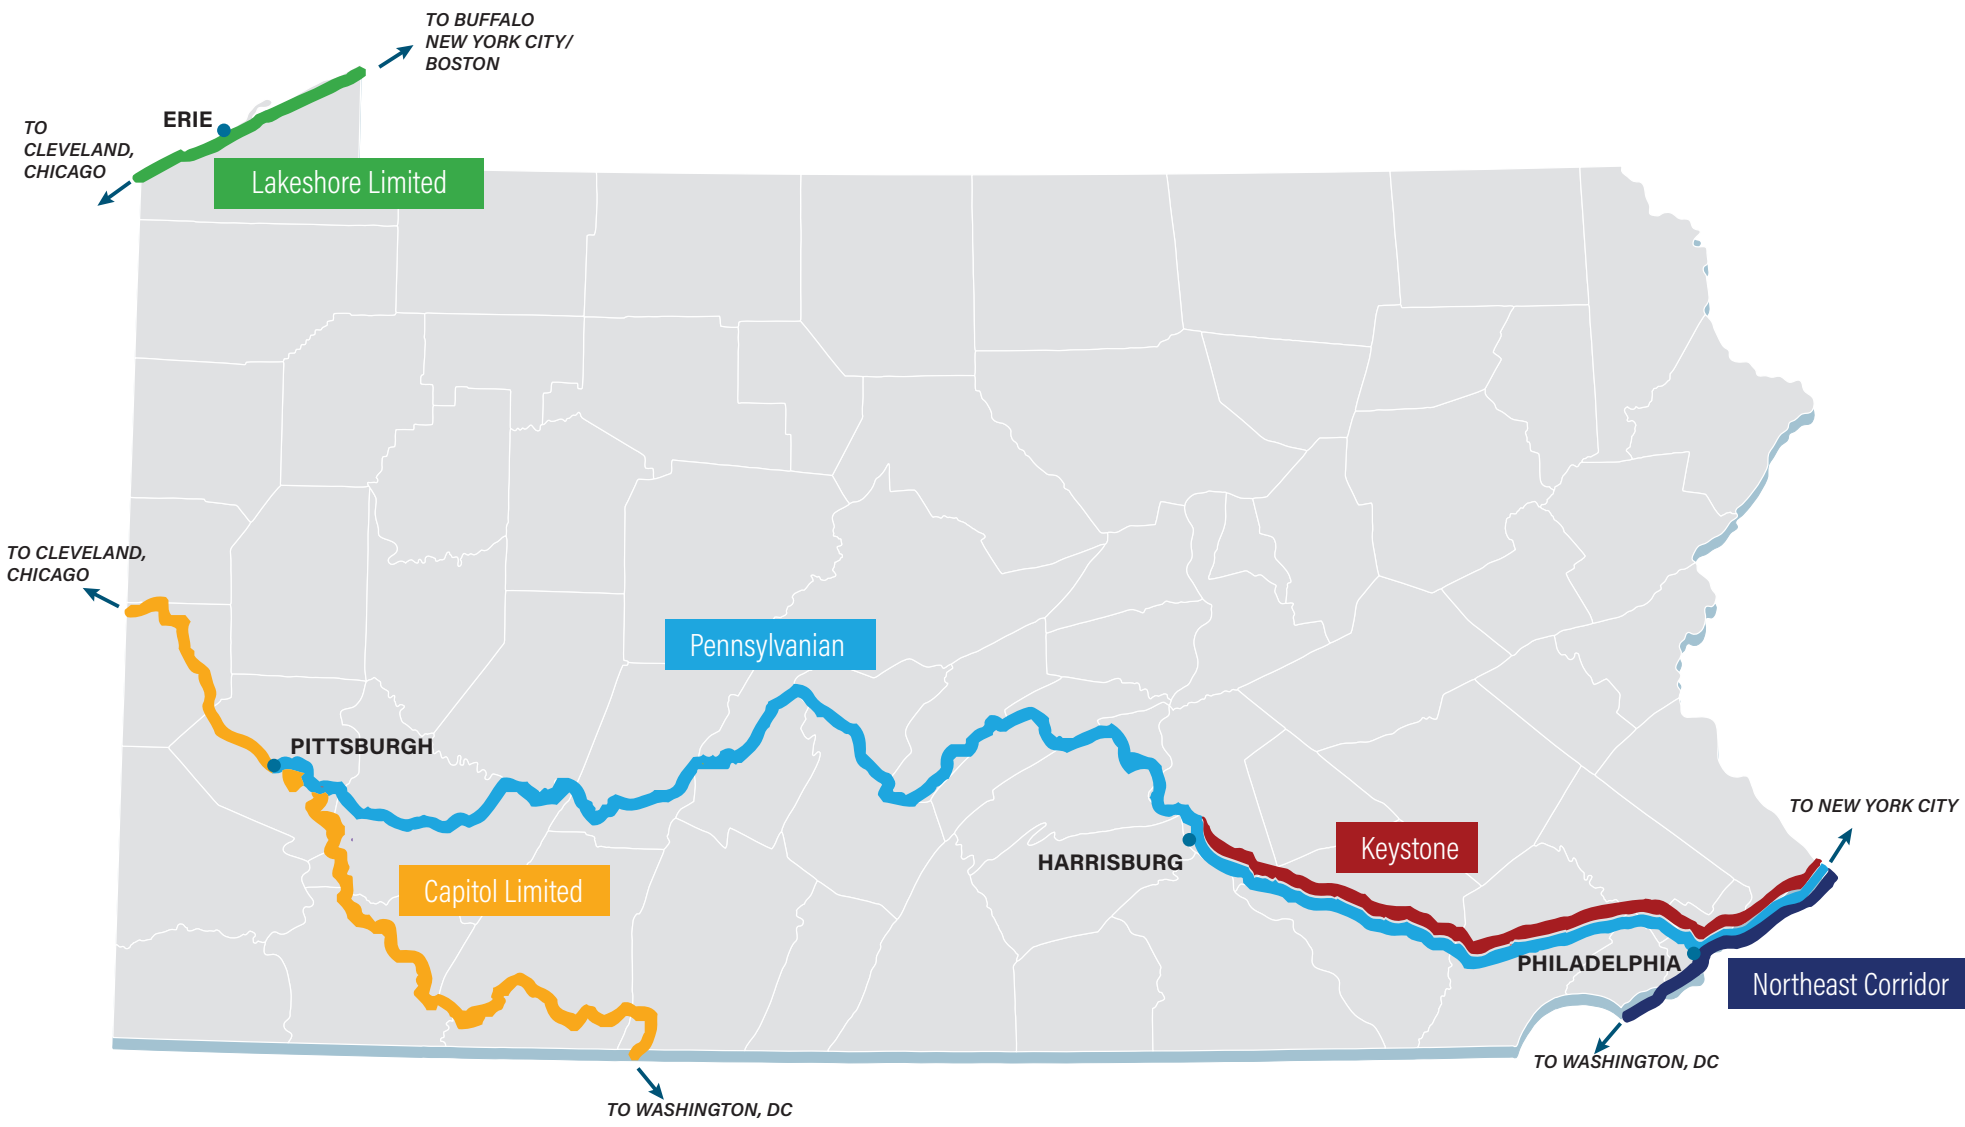 TO BUFFALO
NEW YORK CITY/
BOSTON
ERIE
TO
CLEVELAND,
CHICAGO
Lakeshore Limited
TO CLEVELAND,
CHICAGO
Pennsylvanian
PITTSBURGH
TO NEW YORK CITY
Keystone
HARRISBURG
Capitol Limited
PHILADELPHIA
Northeast Corridor
TO WASHINGTON, DC
TO WASHINGTON, DC